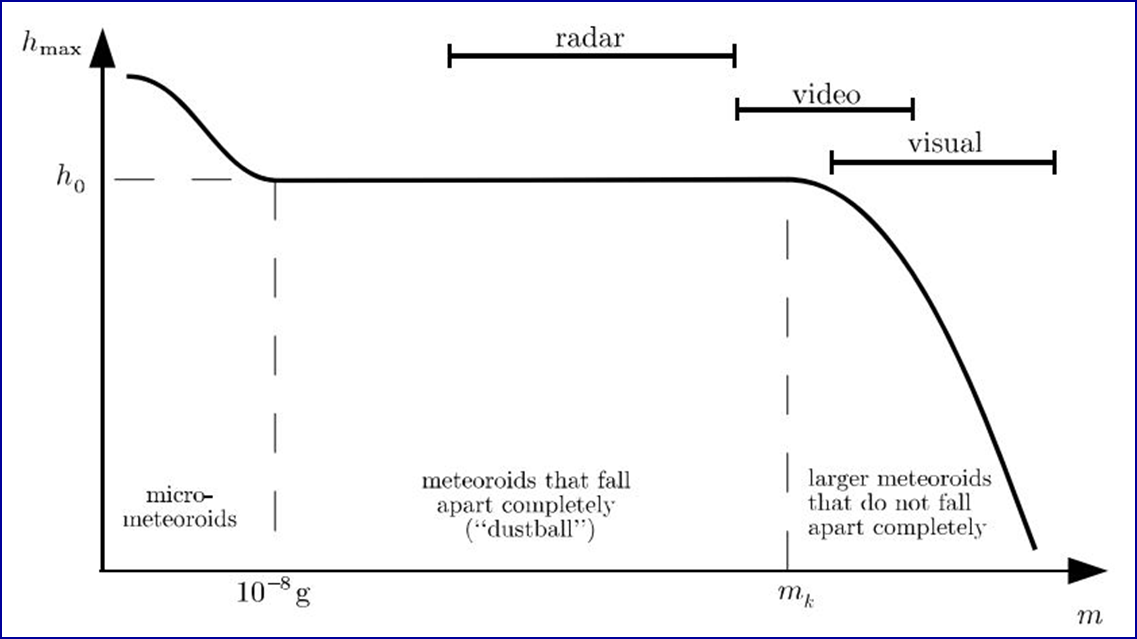 h_max
radar
video
visual
h_0
micro-
meteoroids
meteoroids that fall
apart completely
(“dustball”)
larger meteoroids
that do not fall
apart completely
10^−8 g
m_k
m